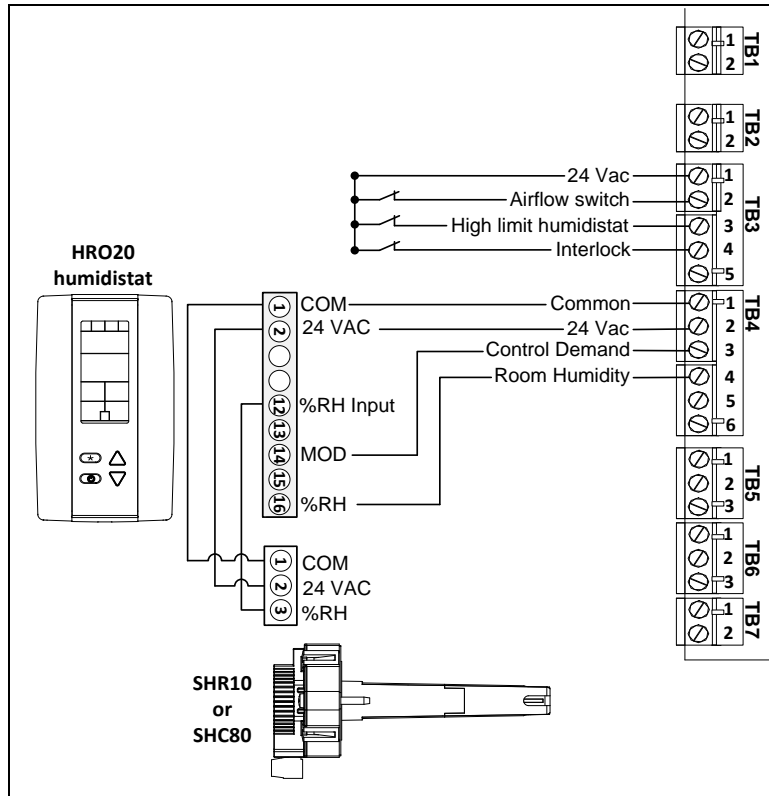 1 TB1
2
1 TB2
2
24 Vac 1 TB3
Airflow switch 2
High limit humidistat 3
Interlock 4
5
HRO20
humidistat
1 COM Common 1 TB4
2 24 VAC 24 Vac 2
Control Demand 3
Room Humidity 4
12 %RH Input 5
13 6
14 MOD
15
16 %RH
1 TB5
2
3
1 TB6
2
3
1 TB7
2
1 COM
2 24 VAC
3 %RH
SHR10
or
SHC80